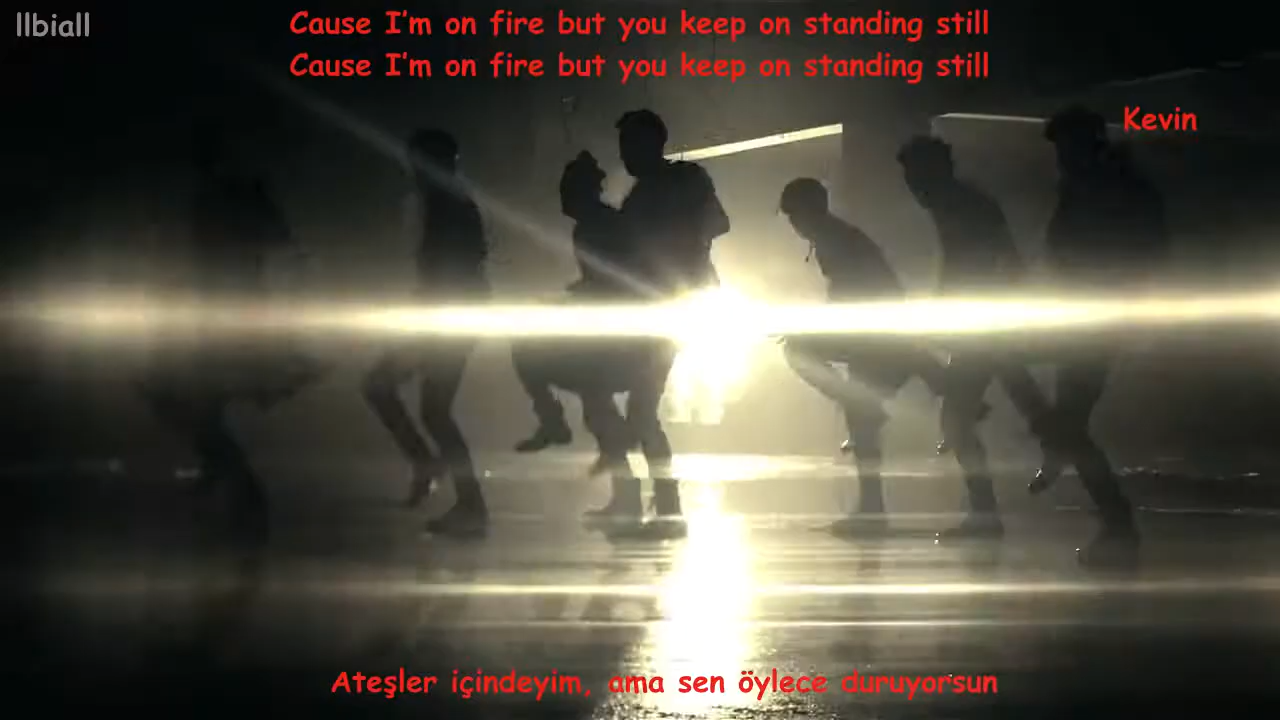 llbiall
Cause I'm on fire but you keep on standing still
Cause I'm on fire but you keep on standing still
Kevin
Ateşler içindeyim, ama sen öylece duruyorsun